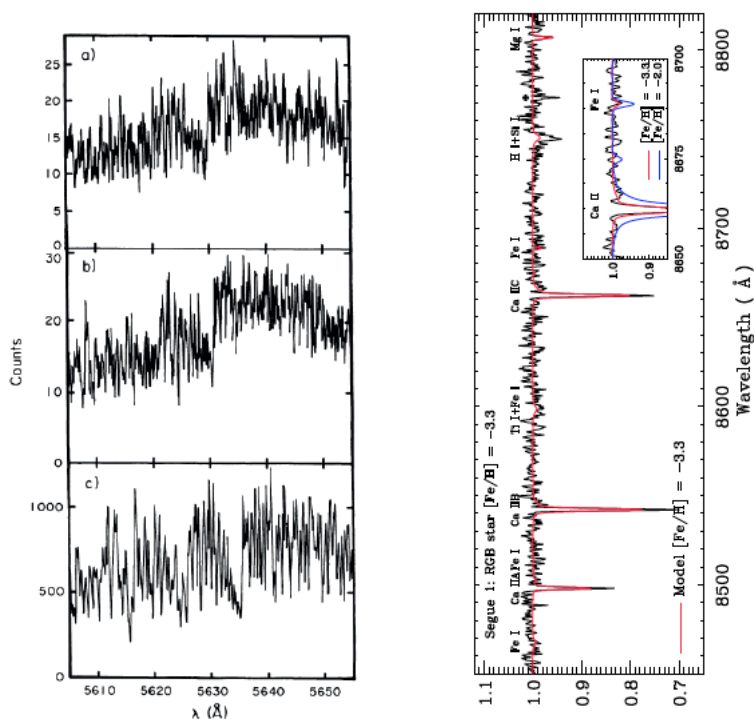 a)
25
20
15
10
5
0
b)
30
20
10
0
c)
1000
500
0
Counts
5610
5620
5630
5640
5650
λ (Å)
Segue 1: RGB star [Fe/H] = −3.3
Model [Fe/H] = −3.3
Fe I
Ca IIA
Fe I
Ca IIB
Ti I+Fe I
Ca IIC
Fe I
H I+Si I
Mg I
Ca II
Fe I
[Fe/H] = −3.3
[Fe/H] = −2.0
1.0
0.9
8650
8675
8700
1.1
1.0
0.9
0.8
0.7
8500
8600
8700
8800
Wavelength ( Å )